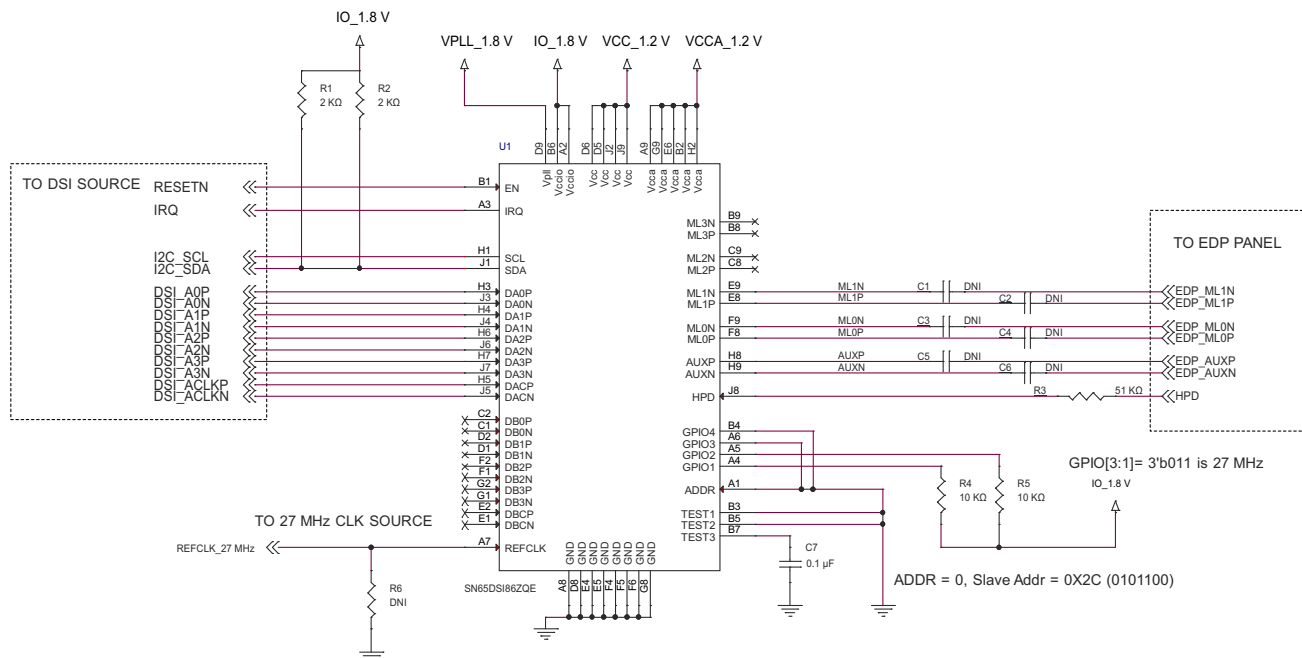 IO_1.8 V
VPLL_1.8 V IO_1.8 V VCC_1.2 V VCCA_1.2 V
R1
2 KΩ
R2
2 KΩ
U1
D9 B6 A2 D6 D5 J2 J9 A9 G9 E6 B2 H2
Vpll Vccio Vccio Vcc Vcc Vcc Vcc Vcca Vcca Vcca Vcca Vcca
TO DSI SOURCE
RESETN B1 EN
IRQ A3 IRQ
I2C_SCL H1 SCL
I2C_SDA J1 SDA
DSI_A0P H3 DA0P
DSI_A0N J3 DA0N
DSI_A1P H4 DA1P
DSI_A1N J4 DA1N
DSI_A2P H6 DA2P
DSI_A2N J6 DA2N
DSI_A3P H7 DA3P
DSI_A3N J7 DA3N
DSI_ACLKP H5 DACP
DSI_ACLKN J5 DACN
C2 DB0P
C1 DB0N
D2 DB1P
D1 DB1N
F2 DB2P
F1 DB2N
G2 DB3P
G1 DB3N
E2 DBCP
E1 DBCN
TO 27 MHz CLK SOURCE
REFCLK_27 MHz A7 REFCLK
R6
DNI
SN65DSI86ZQE
GND GND GND GND GND GND GND GND
A8 D8 E4 E5 F4 F5 F6 G8
ML3N B9
ML3P B8
ML2N C9
ML2P C8
TO EDP PANEL
ML1N E9 ML1N C1 DNI EDP_ML1N
ML1P E8 ML1P C2 DNI EDP_ML1P
ML0N F9 ML0N C3 DNI EDP_ML0N
ML0P F8 ML0P C4 DNI EDP_ML0P
AUXP H8 AUXP C5 DNI EDP_AUXP
AUXN H9 AUXN C6 DNI EDP_AUXN
HPD J8 R3 51 KΩ HPD
GPIO4 B4
GPIO3 A6
GPIO2 A5
GPIO1 A4
ADDR A1
TEST1 B3
TEST2 B5
TEST3 B7
GPIO[3:1]= 3'b011 is 27 MHz
IO_1.8 V
R4
10 KΩ
R5
10 KΩ
C7
0.1 µF
ADDR = 0, Slave Addr = 0X2C (0101100)